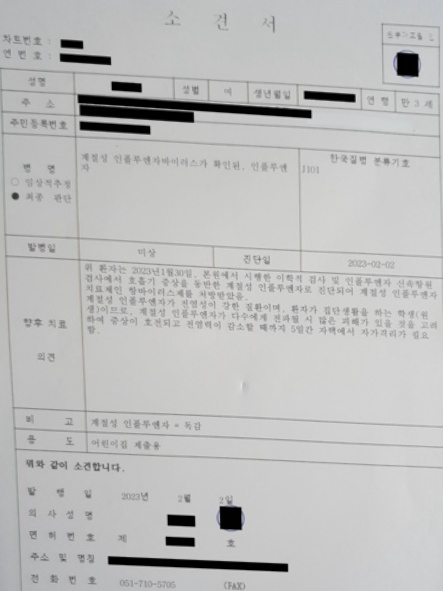 소 견 서
차트번호 :
연 번 호 :
성명 성별 여 생년월일 연 령 만 3 세
주 소
주민등록번호
병 명
○ 임상적추정
● 최종 판단
계절성 인플루엔자바이러스가 확인된, 인플루엔
자
한국질병 분류기호
J101
발병일 미상 진단일 2023-02-02
향후 치료
의견
위 환자는 2023년1월30일, 본원에서 시행한 이학적 검사 및 인플루엔자 신속항원
검사에서 호흡기 증상을 동반한 계절성 인플루엔자로 진단되어 계절성 인플루엔자
치료제인 항바이러스제를 처방받았음.
계절성 인플루엔자가 전염성이 강한 질환이며, 환자가 집단생활을 하는 학생(원
생)이므로, 계절성 인플루엔자가 다수에게 전파될 시 많은 피해가 있을 것을 고려
하여 증상이 호전되고 전염력이 감소할 때까지 5일간 자택에서 자가격리가 필요
함.
비 고 계절성 인플루엔자 = 독감
용 도 어린이집 제출용
위와 같이 소견합니다.
발 행 일 2023년 2월 2일
의 사 성 명
면 허 번 호 제 호
주소 및 명칭
전 화 번 호 051-710-5705 (FAX)